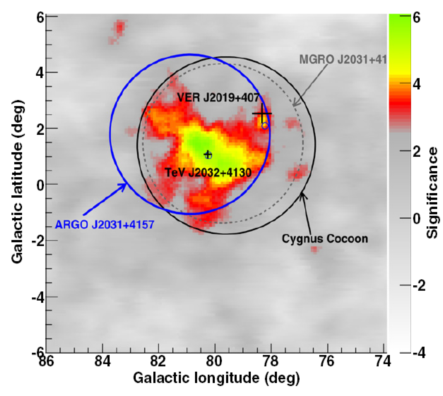 6
4
2
0
-2
-4
-6
86
84
82
80
78
76
74
Galactic latitude (deg)
Galactic longitude (deg)
MGRO J2031+41
VER J2019+407
TeV J2032+4130
ARGO J2031+4157
Cygnus Cocoon
6
4
2
0
-2
-4
Significance